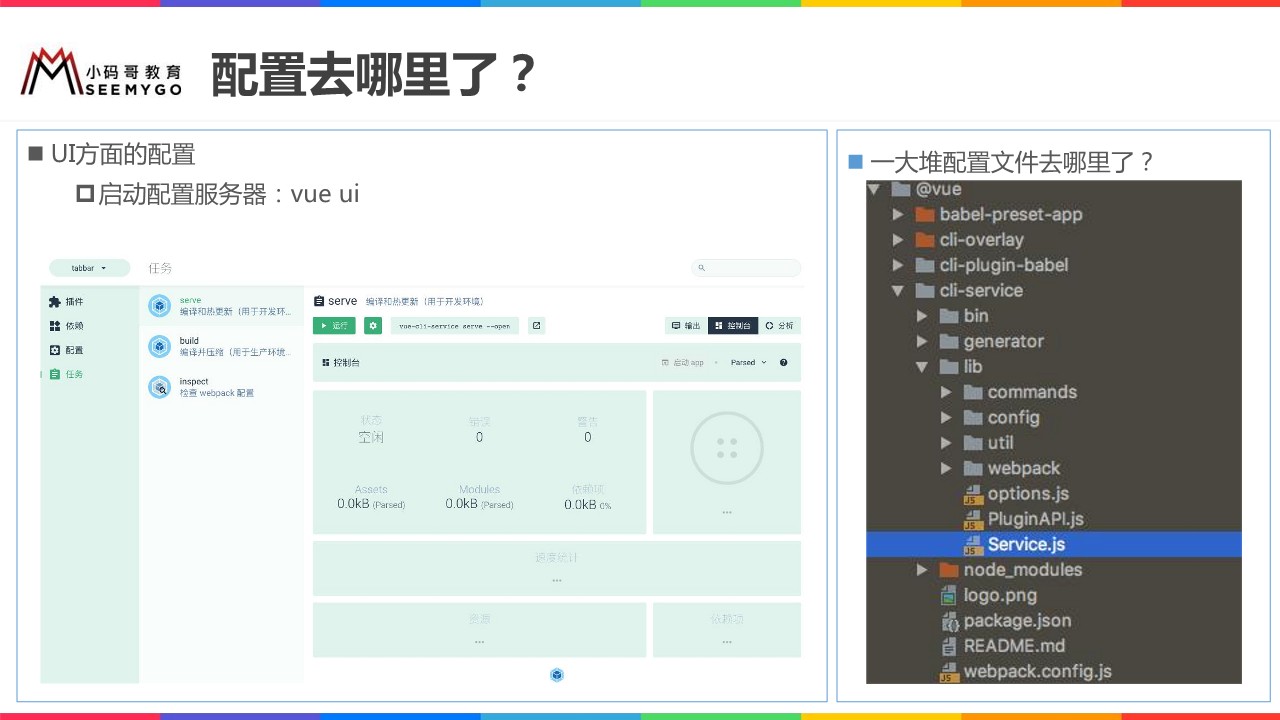 小码哥教育
SEEMYGO
配置去哪里了？
UI方面的配置
启动配置服务器：vue ui
tabbar
任务
插件
依赖
配置
任务
serve
编译和热更新（用于开发环...
build
编译并压缩（用于生产环境...
inspect
检查 webpack 配置
serve 编译和热更新（用于开发环境）
运行
vue-cli-service serve --open
输出
控制台
分析
控制台
启动 app
Parsed
状态
空闲
错误
0
警告
0
Assets
0.0kB (Parsed)
Modules
0.0kB (Parsed)
依赖项
0.0kB 0%
...
速度统计
...
资源
...
依赖项
...
一大堆配置文件去哪里了？
@vue
babel-preset-app
cli-overlay
cli-plugin-babel
cli-service
bin
generator
lib
commands
config
util
webpack
options.js
PluginAPI.js
Service.js
node_modules
logo.png
package.json
README.md
webpack.config.js